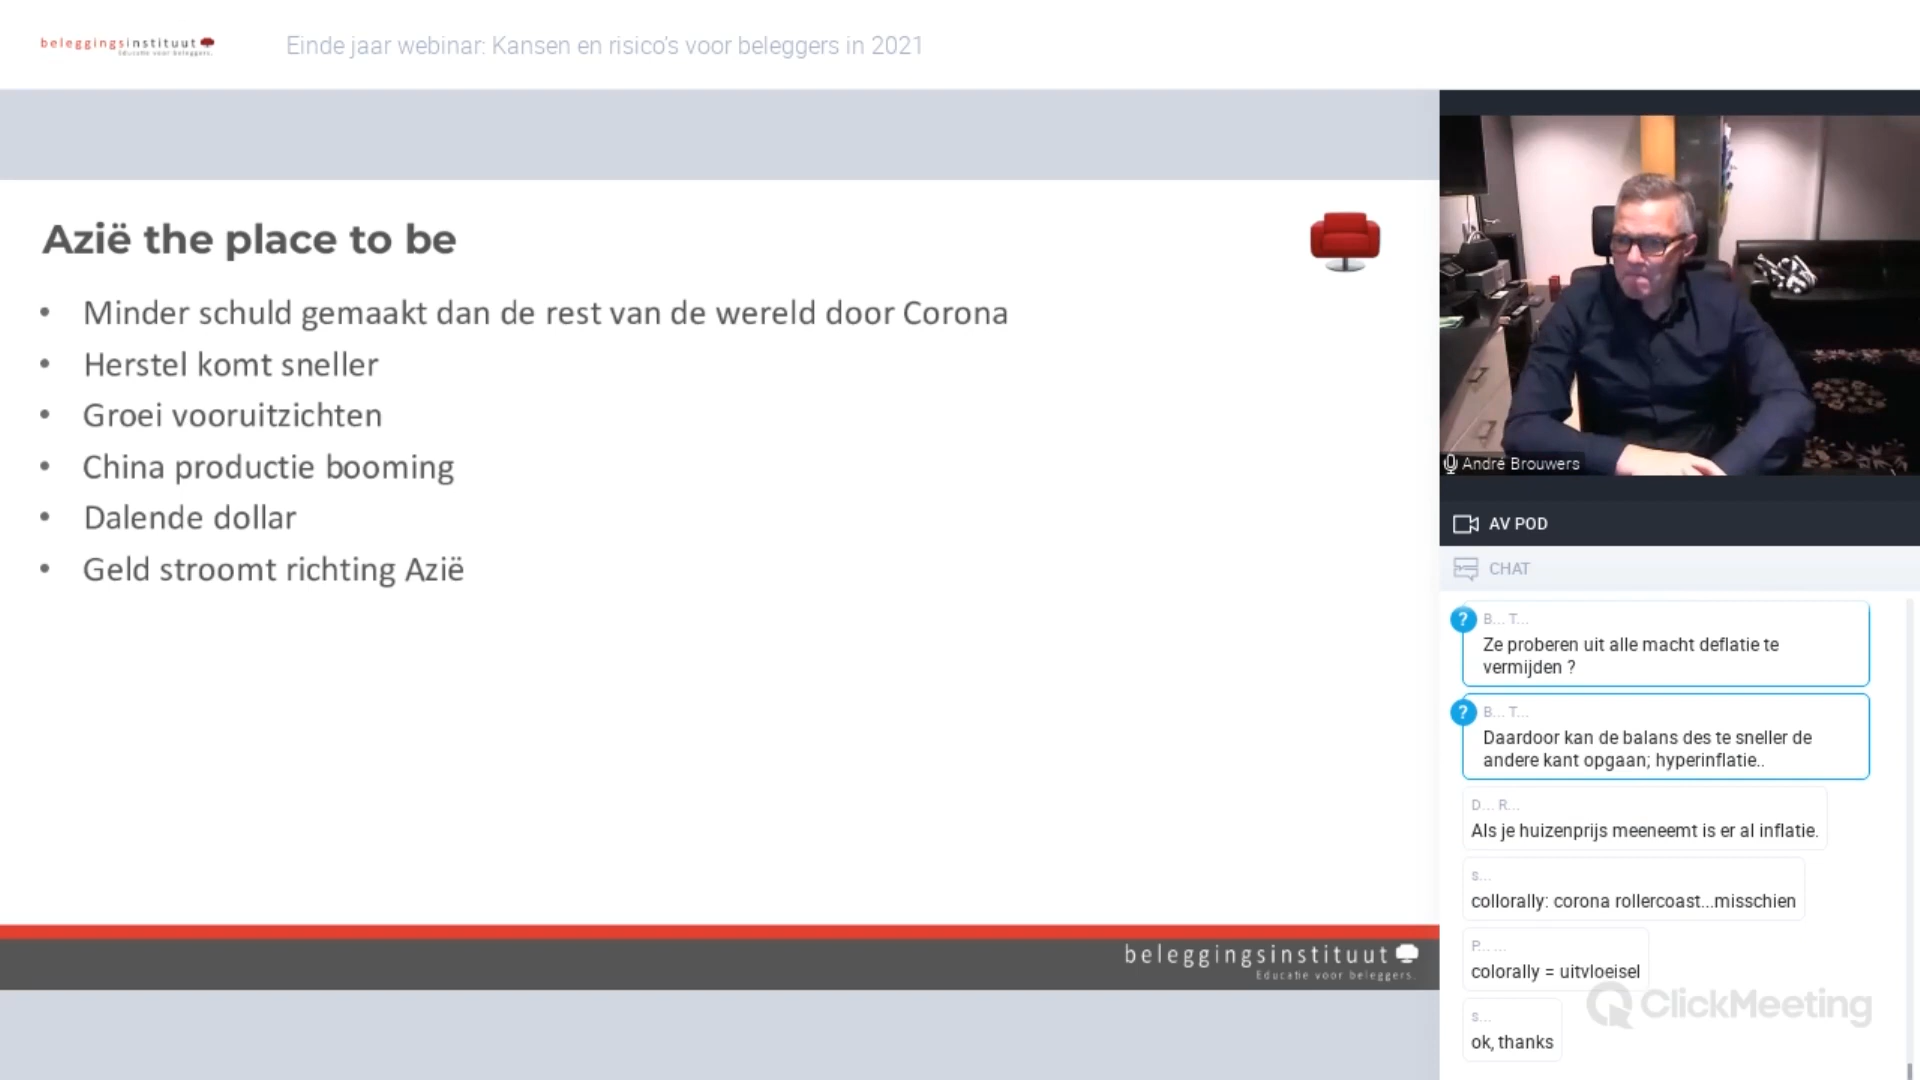 beleggingsinstituut
Educatie voor beleggers.
Einde jaar webinar: Kansen en risico's voor beleggers in 2021
Azië the place to be
• Minder schuld gemaakt dan de rest van de wereld door Corona
• Herstel komt sneller
• Groei vooruitzichten
• China productie booming
• Dalende dollar
• Geld stroomt richting Azië
beleggingsinstituut
Educatie voor beleggers.
André Brouwers
AV POD
CHAT
? B... T...
Ze proberen uit alle macht deflatie te
vermijden ?
? B... T...
Daardoor kan de balans des te sneller de
andere kant opgaan; hyperinflatie..
D... R...
Als je huizenprijs meeneemt is er al inflatie.
s...
collorally: corona rollercoast...misschien
P... ...
colorally = uitvloeisel
s...
ok, thanks
ClickMeeting